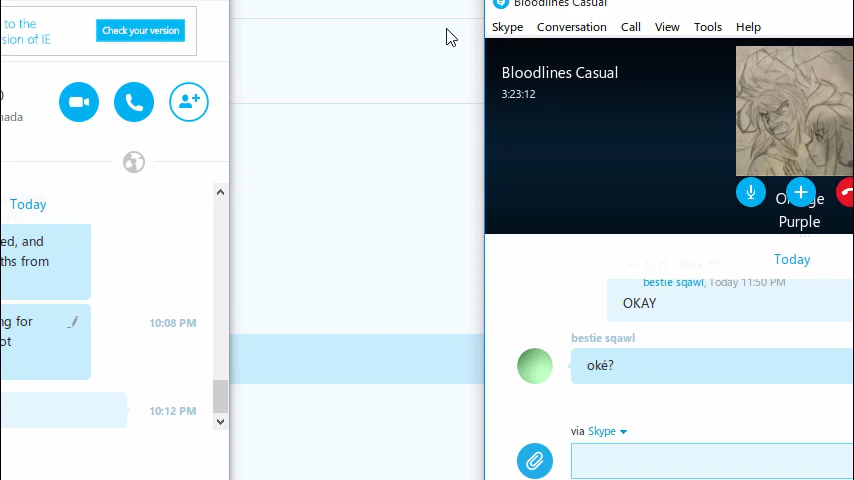 to the
rsion of IE
Check your version
nada
Today
ed, and
ths from
ng for
ot
10:08 PM
10:12 PM
Bloodlines Casual
Skype Conversation Call View Tools Help
Bloodlines Casual
3:23:12
Purple
Today
bestie sqawl, Today 11:50 PM
OKAY
bestie sqawl
oké?
via Skype